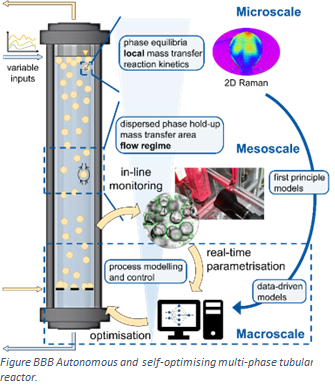 Microscale
variable
inputs
phase equilibria
local mass transfer
reaction kinetics
2D Raman
dispersed phase hold-up
mass transfer area
flow regime
Mesoscale
in-line
monitoring
first principle
models
real-time
parametrisation
process modelling
and control
data-driven
models
optimisation
Macroscale
Figure BBB Autonomous and self-optimising multi-phase tubular
reactor.